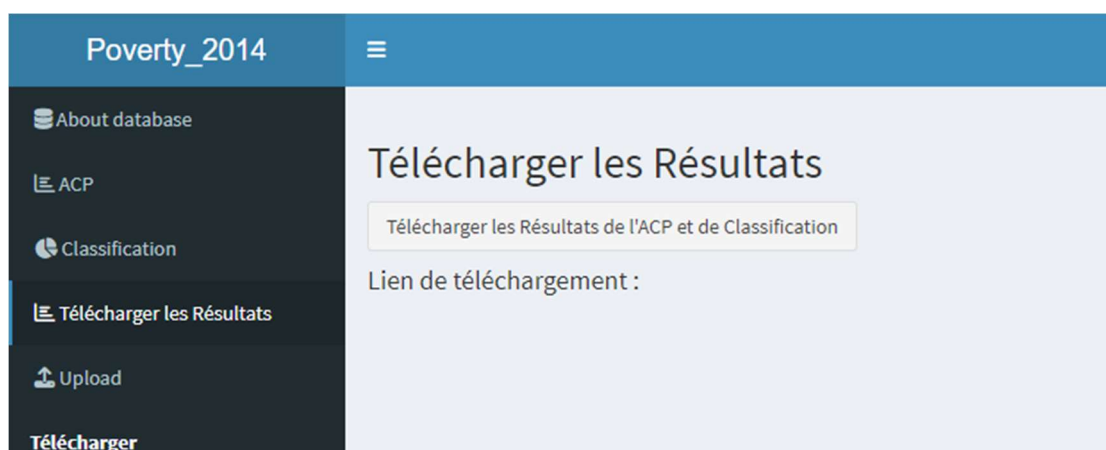 Poverty_2014
About database
ACP
Classification
Télécharger les Résultats
Upload
Télécharger
Télécharger les Résultats
Télécharger les Résultats de l'ACP et de Classification
Lien de téléchargement :